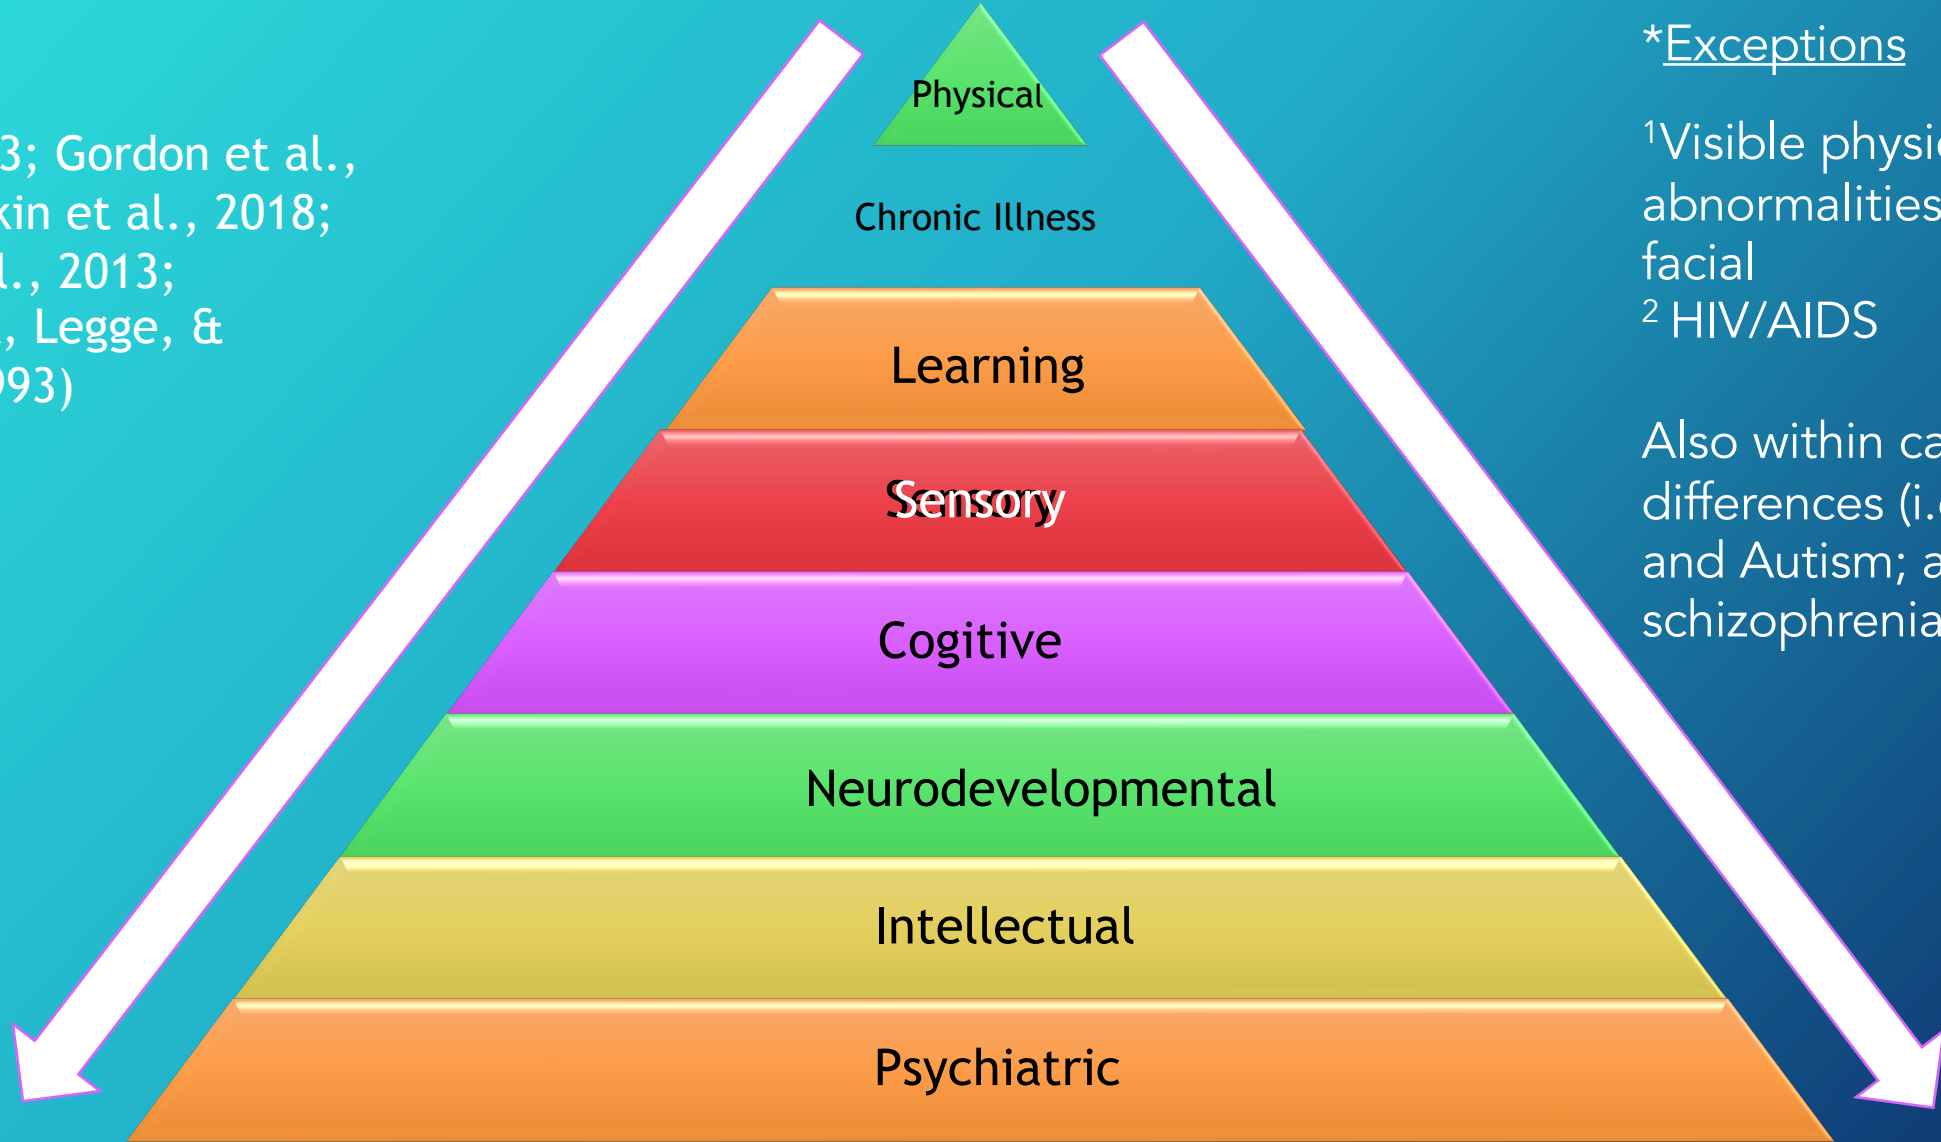 3; Gordon et al.,
kin et al., 2018;
l., 2013;
, Legge, &
993)
Physical
Chronic Illness
Learning
Sensory
Cogitive
Neurodevelopmental
Intellectual
Psychiatric
*Exceptions
¹Visible physi
abnormalities
facial
² HIV/AIDS
Also within ca
differences (i.
and Autism; a
schizophrenia